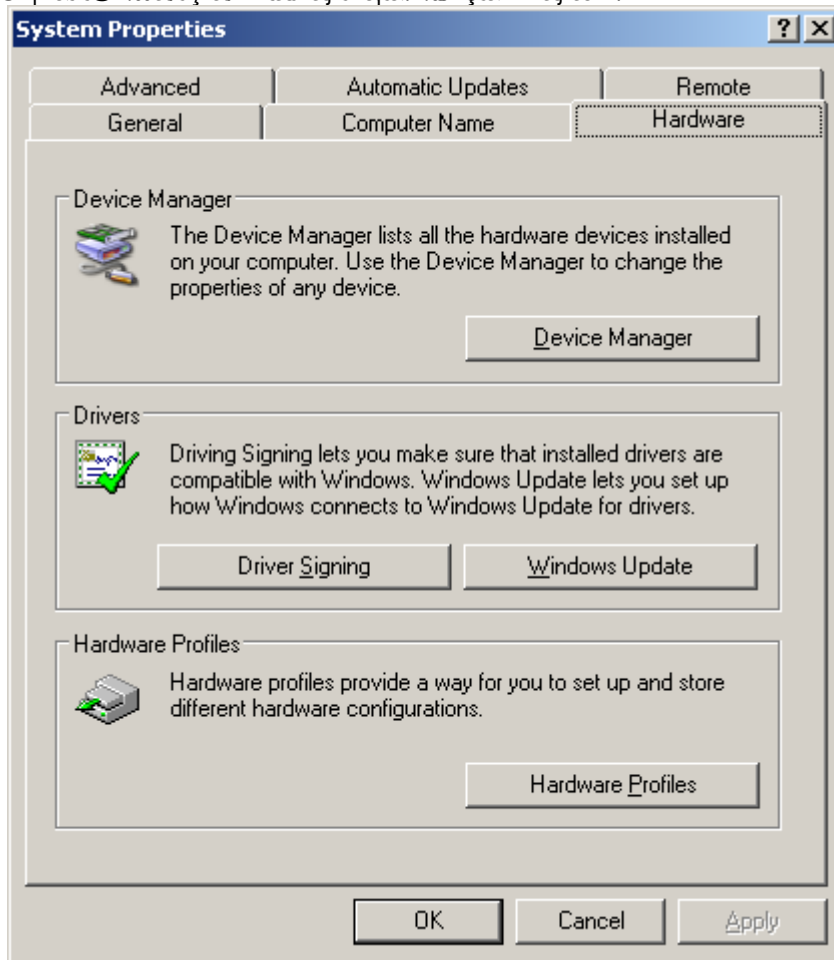 System Properties
Advanced
Automatic Updates
Remote
General
Computer Name
Hardware
Device Manager
The Device Manager lists all the hardware devices installed
on your computer. Use the Device Manager to change the
properties of any device.
Device Manager
Drivers
Driving Signing lets you make sure that installed drivers are
compatible with Windows. Windows Update lets you set up
how Windows connects to Windows Update for drivers.
Driver Signing
Windows Update
Hardware Profiles
Hardware profiles provide a way for you to set up and store
different hardware configurations.
Hardware Profiles
OK
Cancel
Apply